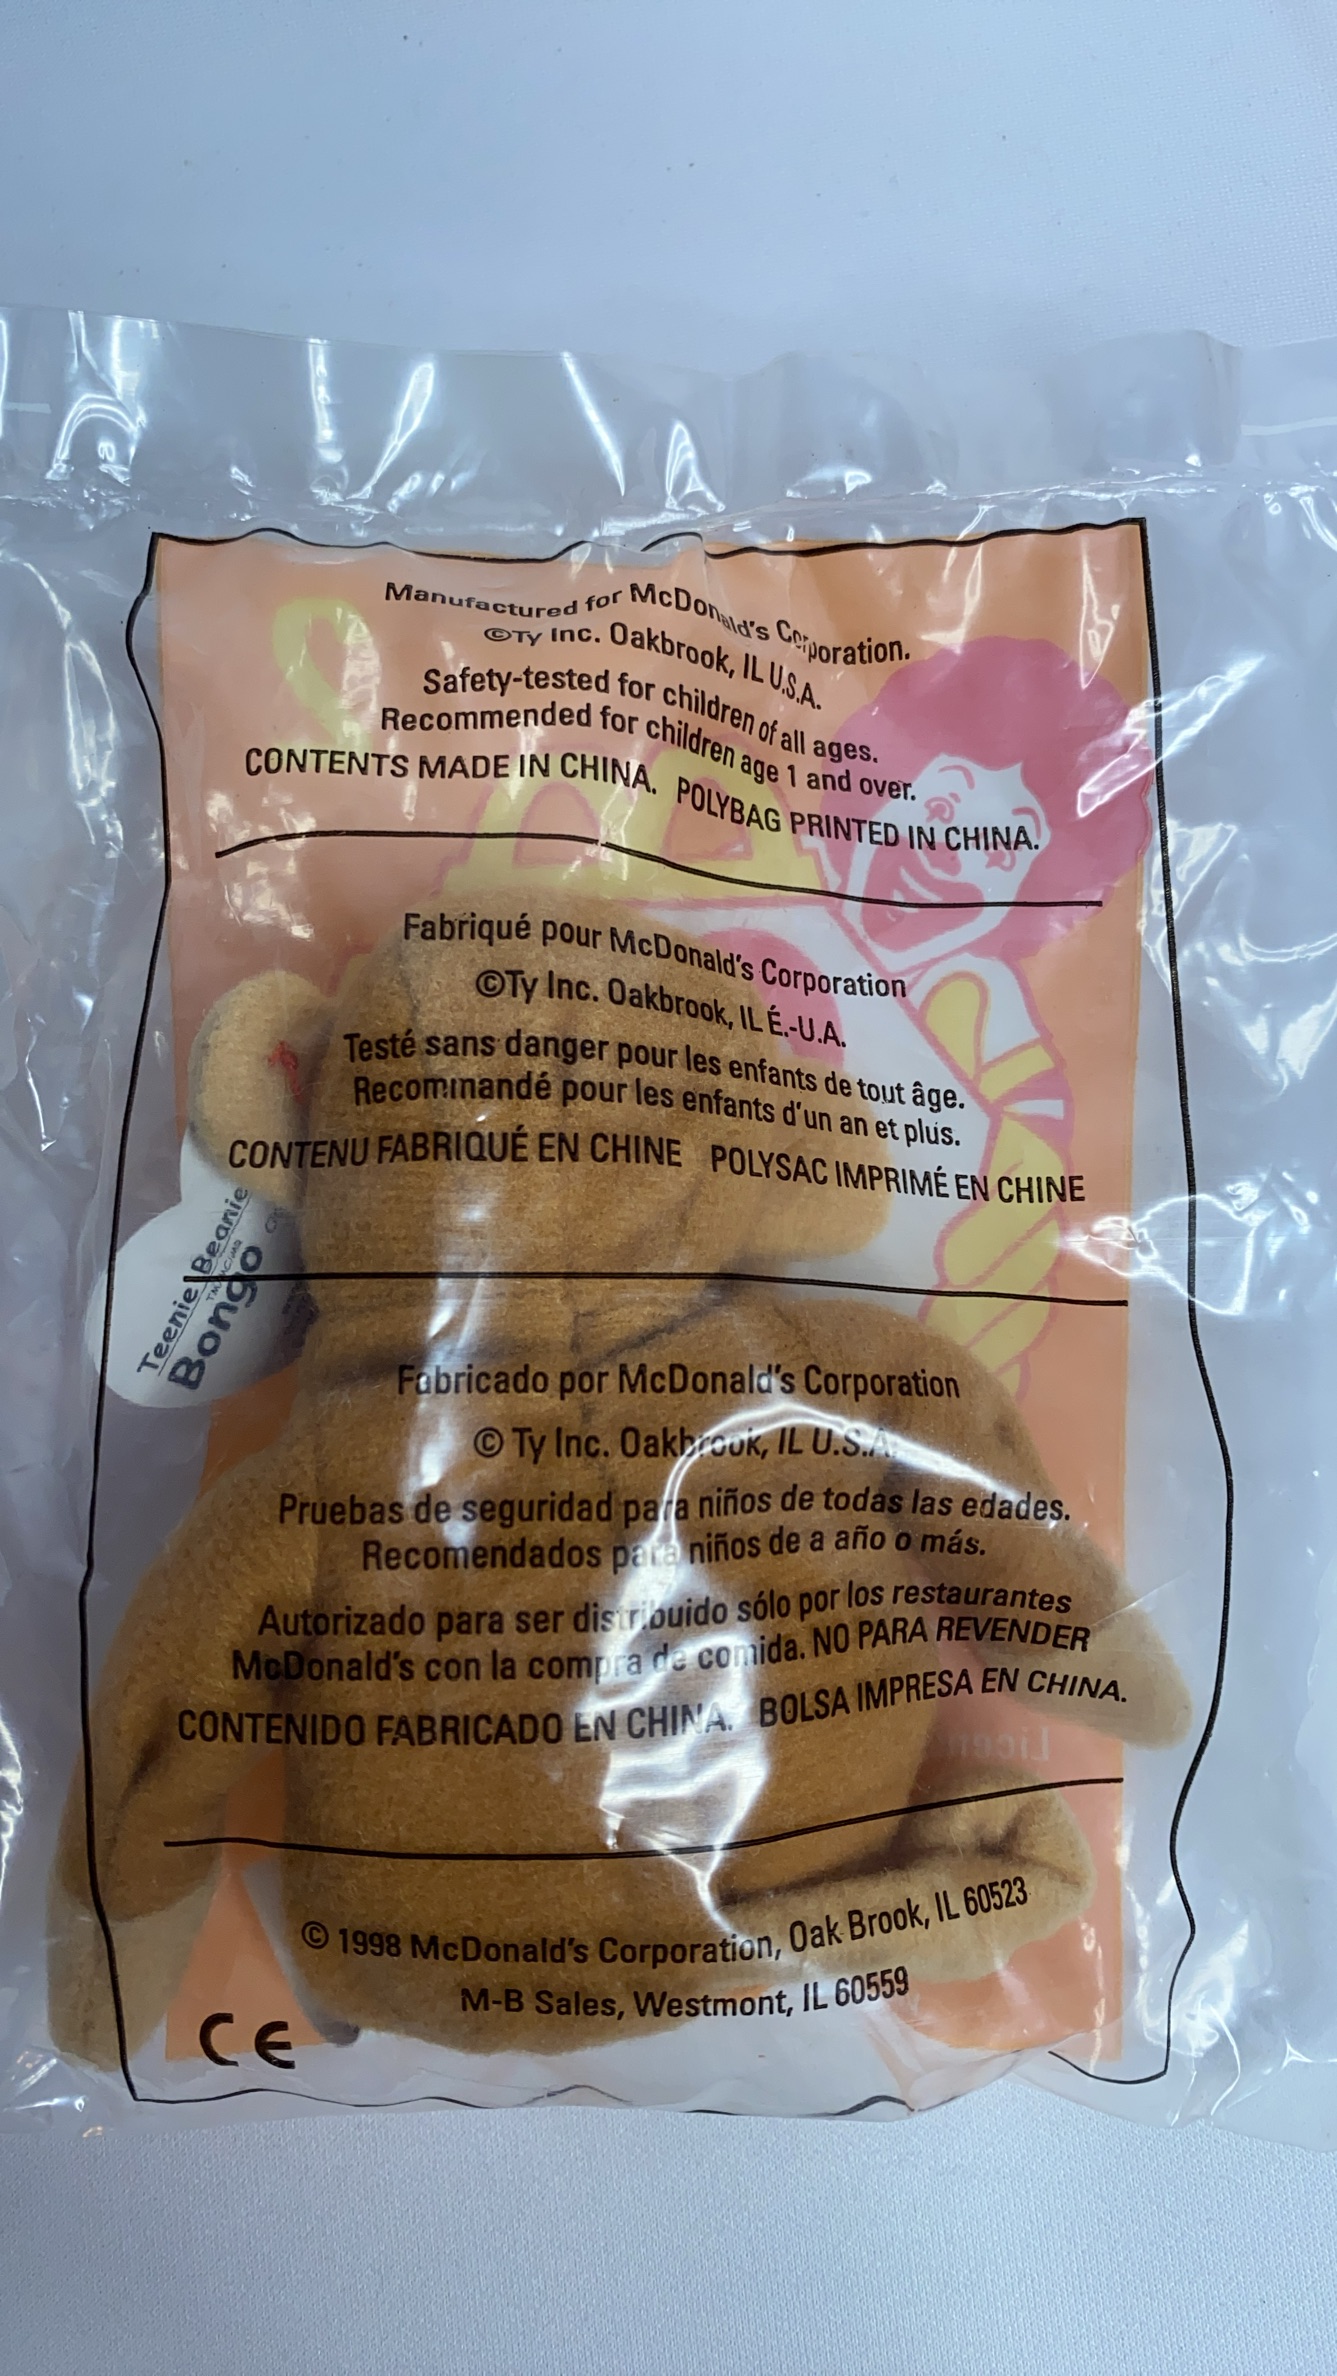 Manufactured for McDonald's Corporation.
©Ty Inc. Oakbrook, IL U.S.A.
Safety-tested for children of all ages.
Recommended for children age 1 and over.
CONTENTS MADE IN CHINA. POLYBAG PRINTED IN CHINA.
Fabriqué pour McDonald's Corporation
©Ty Inc. Oakbrook, IL É.-U.A.
Testé sans danger pour les enfants de tout âge.
Recommandé pour les enfants d'un an et plus.
CONTENU FABRIQUÉ EN CHINE POLYSAC IMPRIMÉ EN CHINE
Teenie Beanie
Bongo
Fabricado por McDonald's Corporation
© Ty Inc. Oakbrook, IL U.S.A.
Pruebas de seguridad para niños de todas las edades.
Recomendados para niños de a año o más.
Autorizado para ser distribuido sólo por los restaurantes
McDonald's con la compra de comida. NO PARA REVENDER
CONTENIDO FABRICADO EN CHINA. BOLSA IMPRESA EN CHINA.
© 1998 McDonald's Corporation, Oak Brook, IL 60523
M-B Sales, Westmont, IL 60559
CE